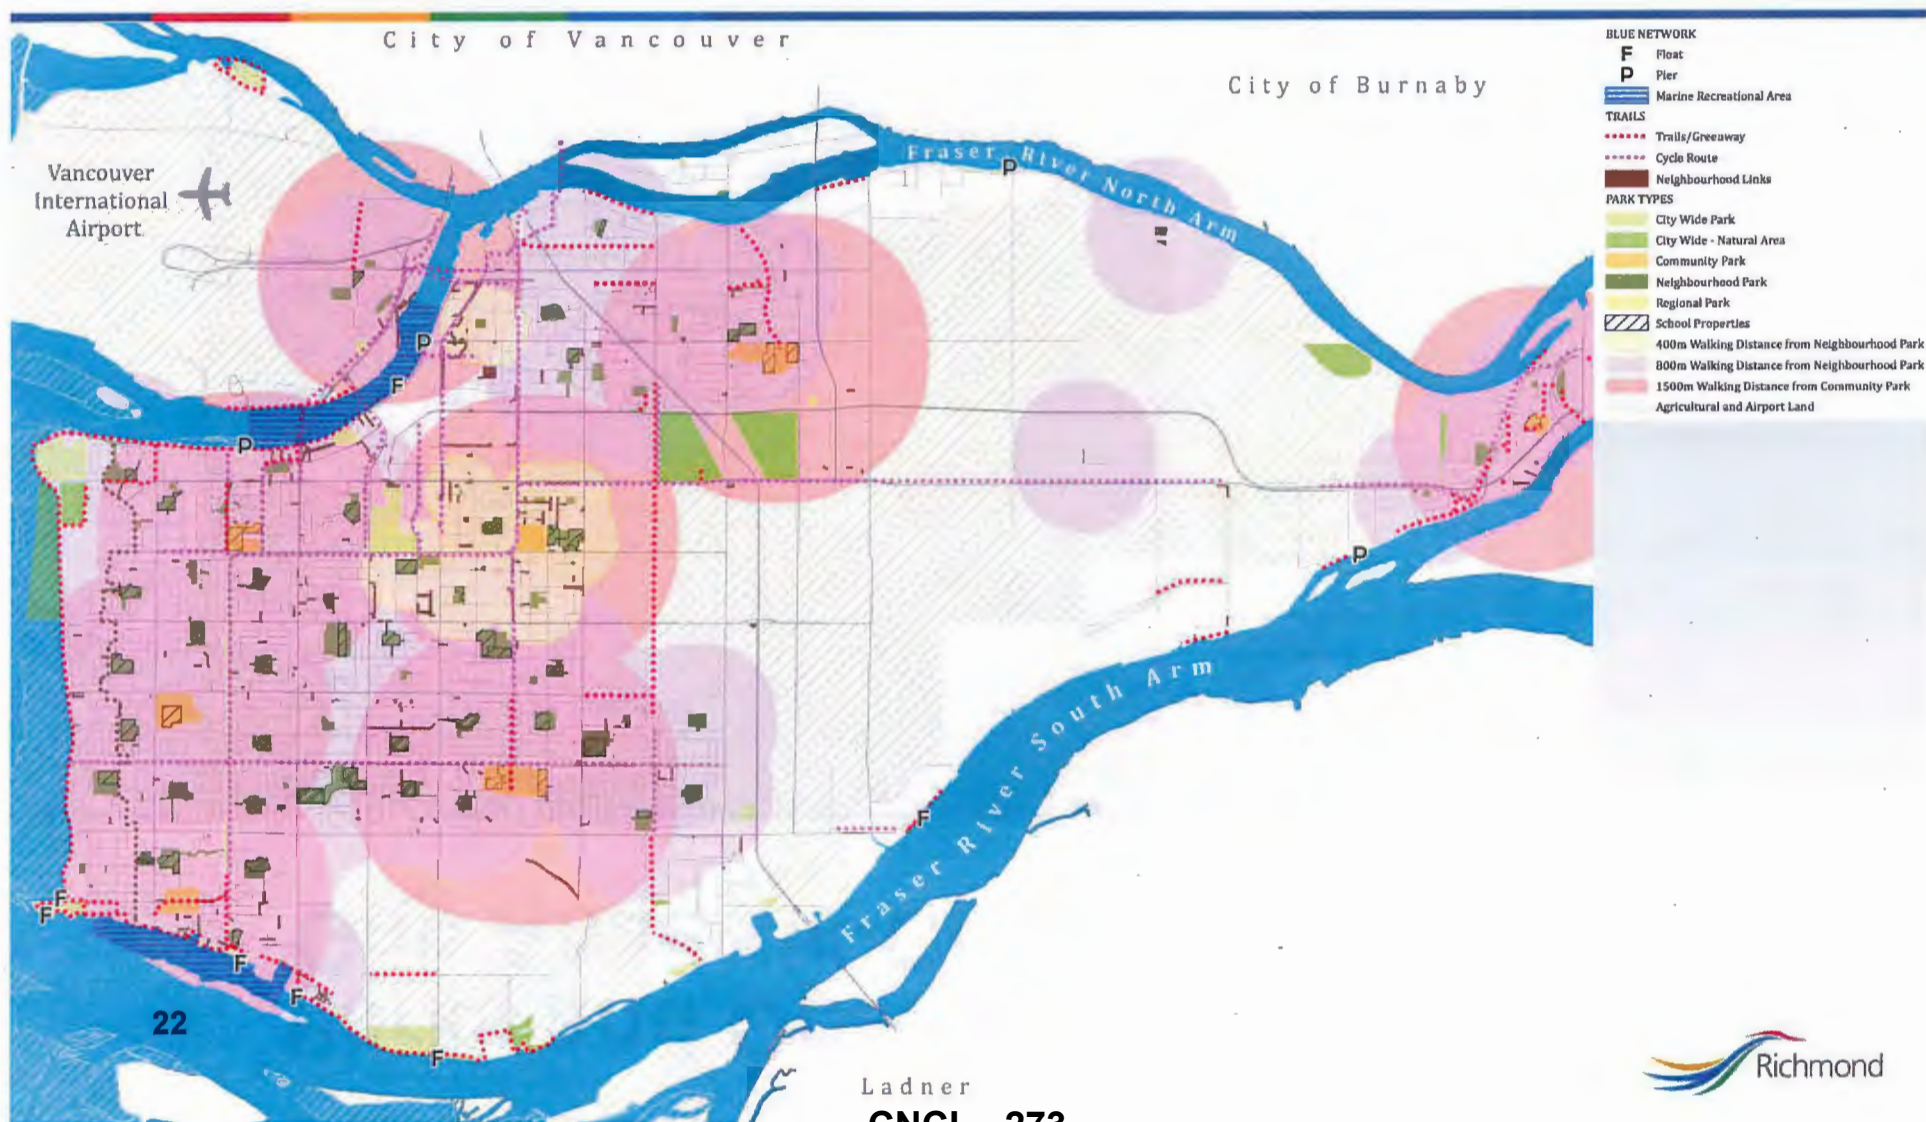 City of Vancouver
City of Burnaby
Vancouver
International
Airport
Fraser River North Arm
Fraser River South Arm
Ladner
P
P
F
P
P
F
F
F
F
F
F
22
CNCL - 273
BLUE NETWORK
F Float
P Pier
Marine Recreational Area
TRAILS
Trails/Greenway
Cycle Route
Neighbourhood Links
PARK TYPES
City Wide Park
City Wide - Natural Area
Community Park
Neighbourhood Park
Regional Park
School Properties
400m Walking Distance from Neighbourhood Park
800m Walking Distance from Neighbourhood Park
1500m Walking Distance from Community Park
Agricultural and Airport Land
Richmond